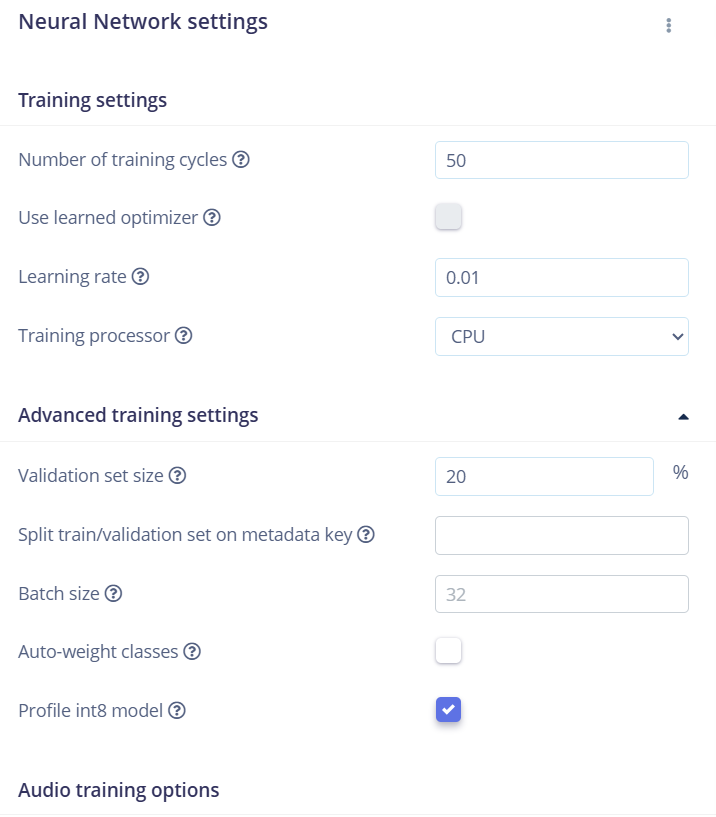 Neural Network settings
Training settings
Number of training cycles
50
Use learned optimizer
Learning rate
0.01
Training processor
CPU
Advanced training settings
Validation set size
20
%
Split train/validation set on metadata key
Batch size
32
Auto-weight classes
Profile int8 model
Audio training options